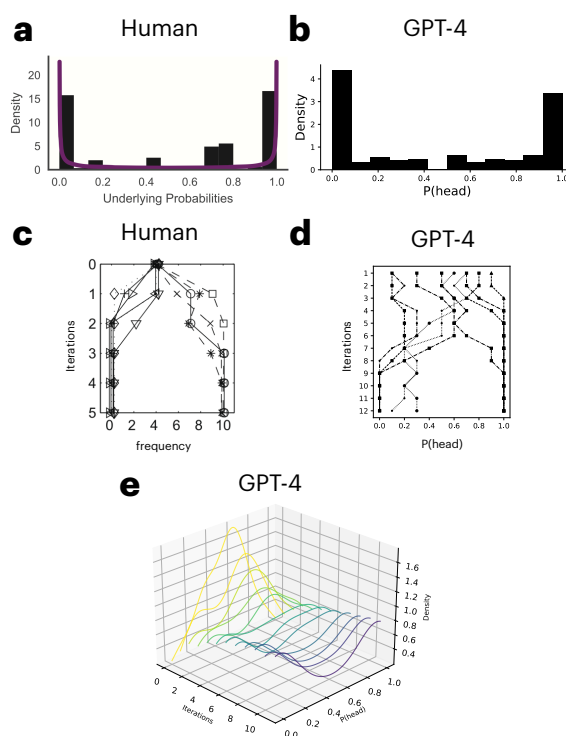 a
Human
20
15
10
5
0
Density
0.0 0.2 0.4 0.6 0.8 1.0
Underlying Probabilities
b
GPT-4
4
3
2
1
0
Density
0.0 0.2 0.4 0.6 0.8 1.0
P(head)
c
Human
0
1
2
3
4
5
Iterations
0 2 4 6 8 10
frequency
d
GPT-4
1
2
3
4
5
6
7
8
9
10
11
12
Iterations
0.0 0.2 0.4 0.6 0.8 1.0
P(head)
e
GPT-4
1.6
1.4
1.2
1.0
0.8
0.6
0.4
Density
0 2 4 6 8 10
Iterations
0.0 0.2 0.4 0.6 0.8 1.0
P(head)